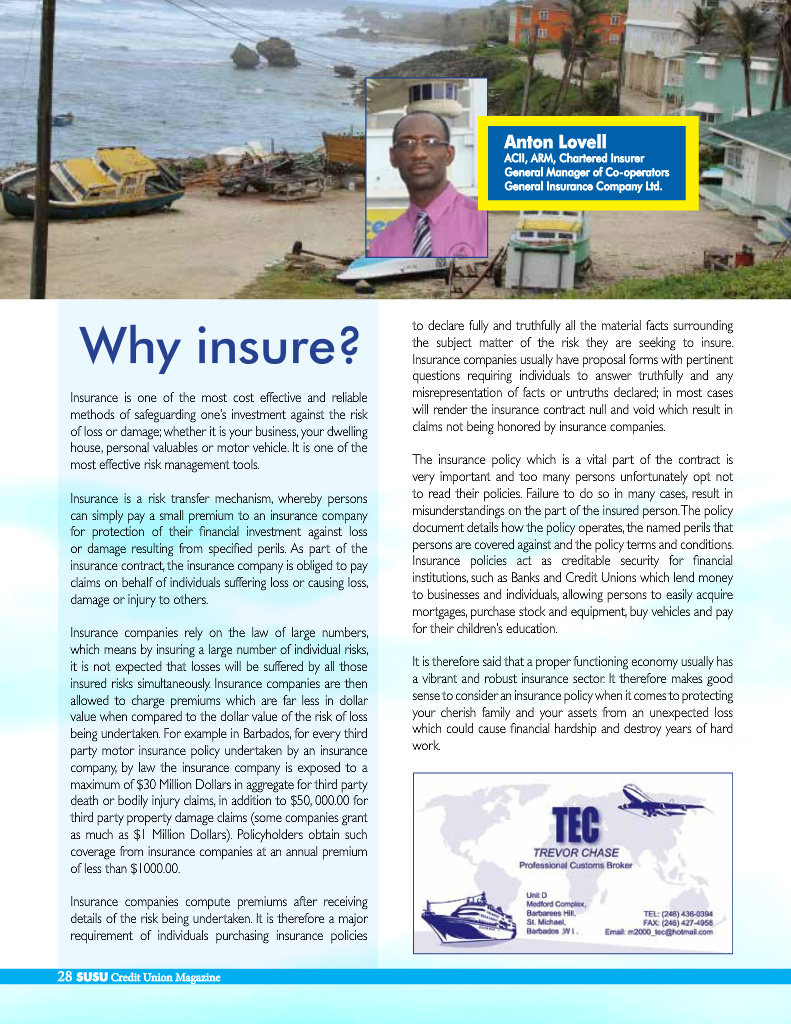 Anton Lovell
ACII, ARM, Chartered Insurer
General Manager of Co-operators
General Insurance Company Ltd.
Why insure?
Insurance is one of the most cost effective and reliable
methods of safeguarding one's investment against the risk
of loss or damage; whether it is your business, your dwelling
house, personal valuables or motor vehicle. It is one of the
most effective risk management tools.
Insurance is a risk transfer mechanism, whereby persons
can simply pay a small premium to an insurance company
for protection of their financial investment against loss
or damage resulting from specified perils. As part of the
insurance contract, the insurance company is obliged to pay
claims on behalf of individuals suffering loss or causing loss,
damage or injury to others.
Insurance companies rely on the law of large numbers,
which means by insuring a large number of individual risks,
it is not expected that losses will be suffered by all those
insured risks simultaneously. Insurance companies are then
allowed to charge premiums which are far less in dollar
value when compared to the dollar value of the risk of loss
being undertaken. For example in Barbados, for every third
party motor insurance policy undertaken by an insurance
company, by law the insurance company is exposed to a
maximum of $30 Million Dollars in aggregate for third party
death or bodily injury claims, in addition to $50, 000.00 for
third party property damage claims (some companies grant
as much as $1 Million Dollars). Policyholders obtain such
coverage from insurance companies at an annual premium
of less than $1000.00.
Insurance companies compute premiums after receiving
details of the risk being undertaken. It is therefore a major
requirement of individuals purchasing insurance policies
to declare fully and truthfully all the material facts surrounding
the subject matter of the risk they are seeking to insure.
Insurance companies usually have proposal forms with pertinent
questions requiring individuals to answer truthfully and any
misrepresentation of facts or untruths declared; in most cases
will render the insurance contract null and void which result in
claims not being honored by insurance companies.
The insurance policy which is a vital part of the contract is
very important and too many persons unfortunately opt not
to read their policies. Failure to do so in many cases, result in
misunderstandings on the part of the insured person. The policy
document details how the policy operates, the named perils that
persons are covered against and the policy terms and conditions.
Insurance policies act as creditable security for financial
institutions, such as Banks and Credit Unions which lend money
to businesses and individuals, allowing persons to easily acquire
mortgages, purchase stock and equipment, buy vehicles and pay
for their children's education.
It is therefore said that a proper functioning economy usually has
a vibrant and robust insurance sector. It therefore makes good
sense to consider an insurance policy when it comes to protecting
your cherish family and your assets from an unexpected loss
which could cause financial hardship and destroy years of hard
work.
TEC
TREVOR CHASE
Professional Customs Broker
Unit D
Medford Complex,
Barbarees Hill,
St. Michael,
Barbados ,W I .
TEL: (246) 436-0394
FAX: (246) 427-4958
Email: m2000_tec@hotmail.com
28 SUSU Credit Union Magazine